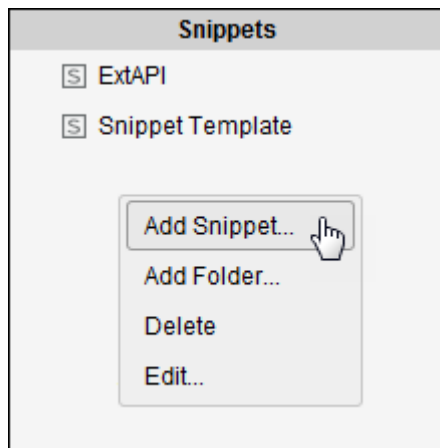 Snippets
S ExtAPI
S Snippet Template
Add Snippet...
Add Folder...
Delete
Edit...